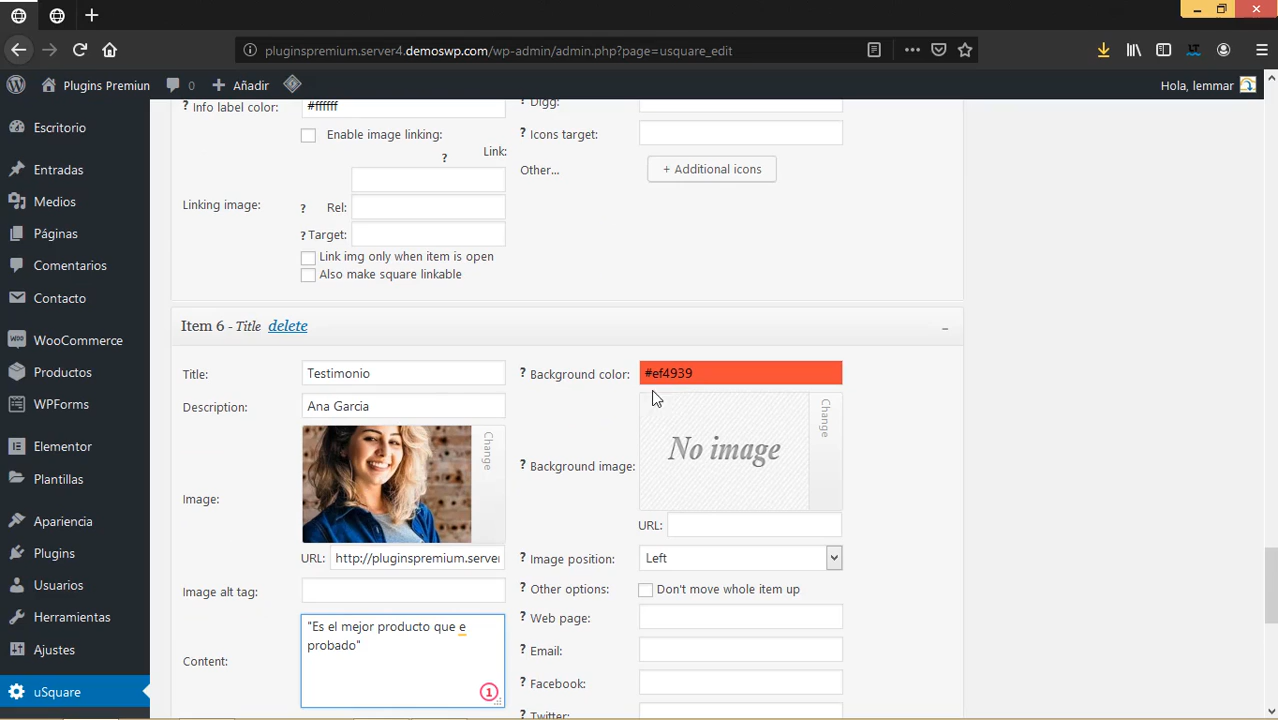 pluginspremium.server4.demoswp.com/wp-admin/admin.php?page=usquare_edit
Plugins Premiun 0 Añadir Hola, lemmar
Escritorio
Entradas
Medios
Páginas
Comentarios
Contacto
WooCommerce
Productos
WPForms
Elementor
Plantillas
Apariencia
Plugins
Usuarios
Herramientas
Ajustes
uSquare
? Info label color: #ffffff
Enable image linking:
? Link:
Linking image: ? Rel:
? Target:
Link img only when item is open
Also make square linkable
Digg:
? Icons target:
Other... + Additional icons
Item 6 - Title delete −
Title: Testimonio
Description: Ana Garcia
Image: Change
URL: http://pluginspremium.server
Image alt tag:
Content: "Es el mejor producto que e
probado"
1
? Background color: #ef4939
? Background image: No image Change
URL:
? Image position: Left
? Other options: Don't move whole item up
? Web page:
? Email:
? Facebook:
? Twitter: